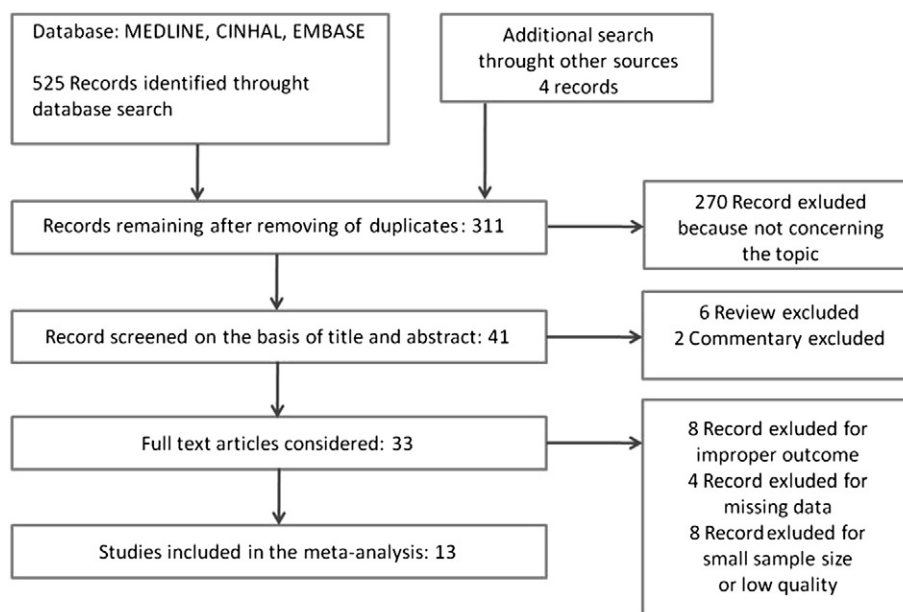 Database: MEDLINE, CINHAL, EMBASE
525 Records identified throught
database search
Additional search
throught other sources
4 records
Records remaining after removing of duplicates: 311
270 Record exluded
because not concerning
the topic
Record screened on the basis of title and abstract: 41
6 Review excluded
2 Commentary excluded
Full text articles considered: 33
8 Record exluded for
improper outcome
4 Record exluded for
missing data
8 Record exluded for
small sample size
or low quality
Studies included in the meta-analysis: 13